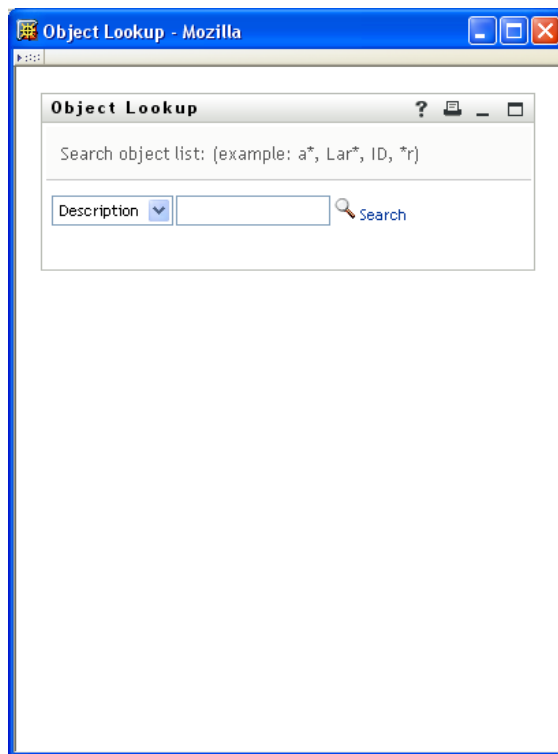 Object Lookup - Mozilla
Object Lookup
Search object list: (example: a*, Lar*, ID, *r)
Description Search